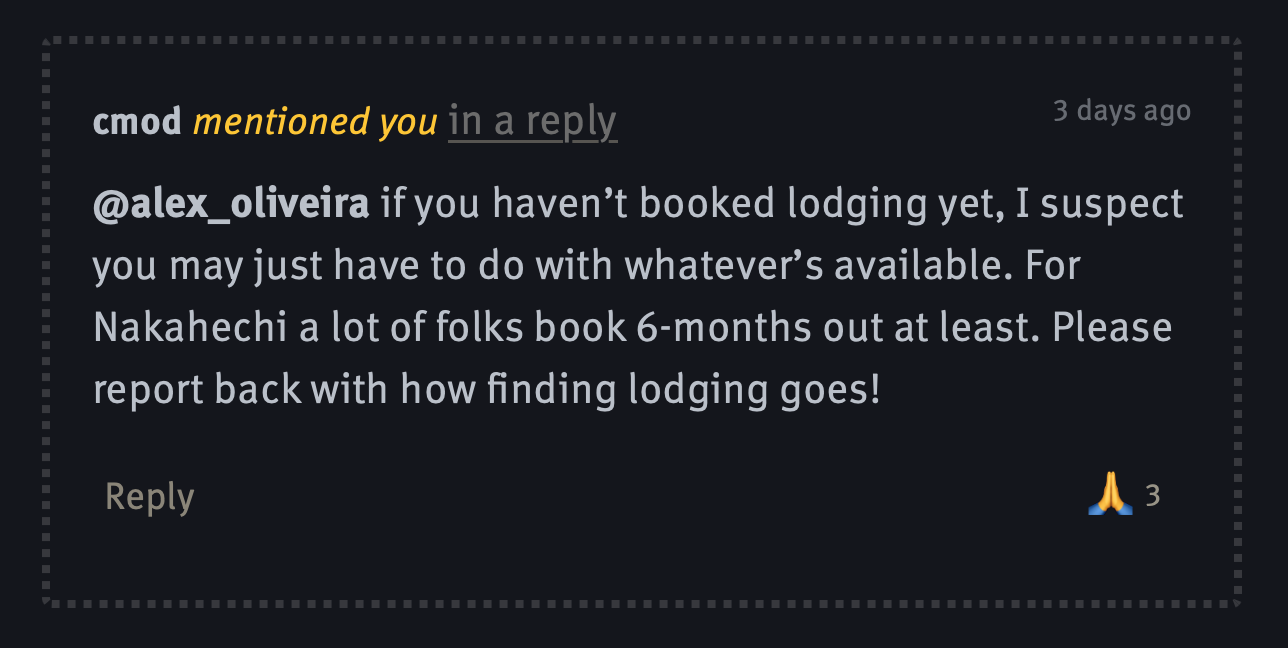 cmod mentioned you in a reply 3 days ago
@alex_oliveira if you haven’t booked lodging yet, I suspect
you may just have to do with whatever’s available. For
Nakahechi a lot of folks book 6-months out at least. Please
report back with how finding lodging goes!
Reply 🙏 3